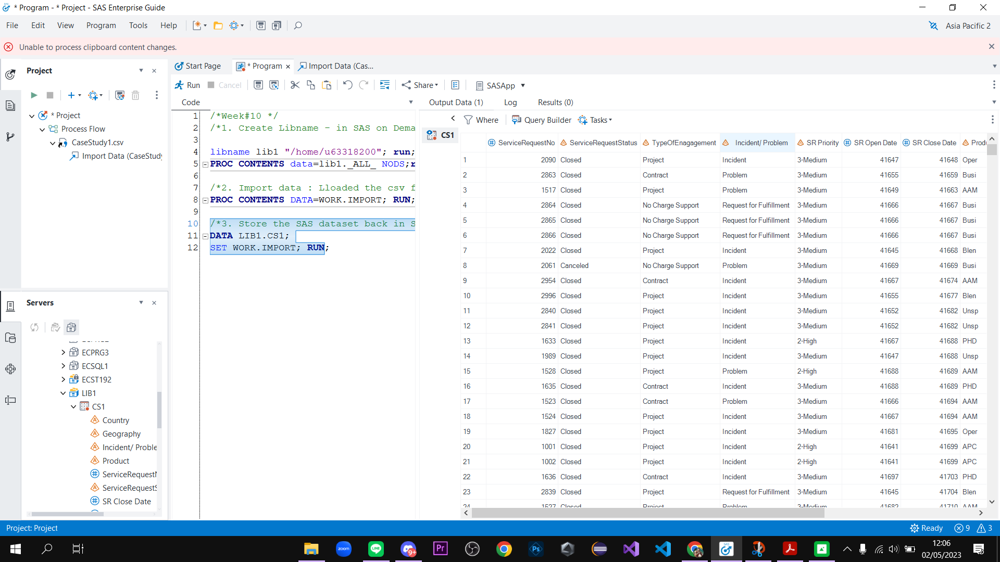 * Program - * Project - SAS Enterprise Guide
File Edit View Program Tools Help Asia Pacific 2
Unable to process clipboard content changes.
Project
* Project
Process Flow
CaseStudy1.csv
Import Data (CaseStudy
Servers
ECPRG3
ECSQL1
ECST192
LIB1
CS1
Country
Geography
Incident/ Proble
Product
ServiceRequestN
ServiceRequestS
SR Close Date
Start Page * Program Import Data (Cas...
Run Cancel Share SASApp
Code
1 /*Week#10 */
2 /*1. Create Libname – in SAS on Dema
3
4 libname lib1 "/home/u63318200"; run;
5 PROC CONTENTS data=lib1._ALL_ NODS;r
6
7 /*2. Import data : Lloaded the csv f
8 PROC CONTENTS DATA=WORK.IMPORT; RUN;
9
10 /*3. Store the SAS dataset back in S
11 DATA LIB1.CS1;
12 SET WORK.IMPORT; RUN;
Output Data (1) Log Results (0)
Where Query Builder Tasks
CS1
ServiceRequestNo ServiceRequestStatus TypeOfEnagagement Incident/ Problem SR Priority SR Open Date SR Close Date Produ
1 2090 Closed Project Incident 3-Medium 41647 41648 Oper
2 2863 Closed Contract Problem 3-Medium 41655 41659 Busi
3 1517 Closed Project Problem 3-Medium 41649 41663 AAM
4 2864 Closed No Charge Support Request for Fulfillment 3-Medium 41666 41667 Busi
5 2865 Closed No Charge Support Request for Fulfillment 3-Medium 41666 41667 Busi
6 2866 Closed No Charge Support Request for Fulfillment 3-Medium 41666 41667 Busi
7 2022 Closed Project Incident 3-Medium 41645 41668 Blen
8 2061 Canceled No Charge Support Problem 3-Medium 41669 41669 Busi
9 2954 Closed Contract Incident 3-Medium 41667 41674 AAM
10 2996 Closed Project Incident 3-Medium 41655 41677 Blen
11 2840 Closed Project Incident 3-Medium 41652 41682 Unsp
12 2841 Closed Project Incident 3-Medium 41652 41682 Unsp
13 1633 Closed Project Incident 2-High 41667 41688 PHD
14 1989 Closed Project Incident 3-Medium 41647 41688 Unsp
15 1528 Closed Project Problem 2-High 41688 41689 AAM
16 1635 Closed Contract Incident 3-Medium 41688 41689 PHD
17 1523 Closed Contract Problem 3-Medium 41666 41694 AAM
18 1524 Closed Project Incident 3-Medium 41667 41694 AAM
19 1827 Closed Project Incident 3-Medium 41681 41695 Oper
20 1001 Closed Project Incident 2-High 41641 41699 APC
21 1002 Closed Project Incident 2-High 41641 41699 APC
22 1636 Closed Contract Incident 3-Medium 41697 41703 PHD
23 2839 Closed Project Request for Fulfillment 3-Medium 41645 41704 Blen
24 1527 Closed Project Problem 3-Medium 41682 41710 AAM
Project: Project Ready 9 3
zoom LINE 9+ Pr Ps SAS
12:06
02/05/2023